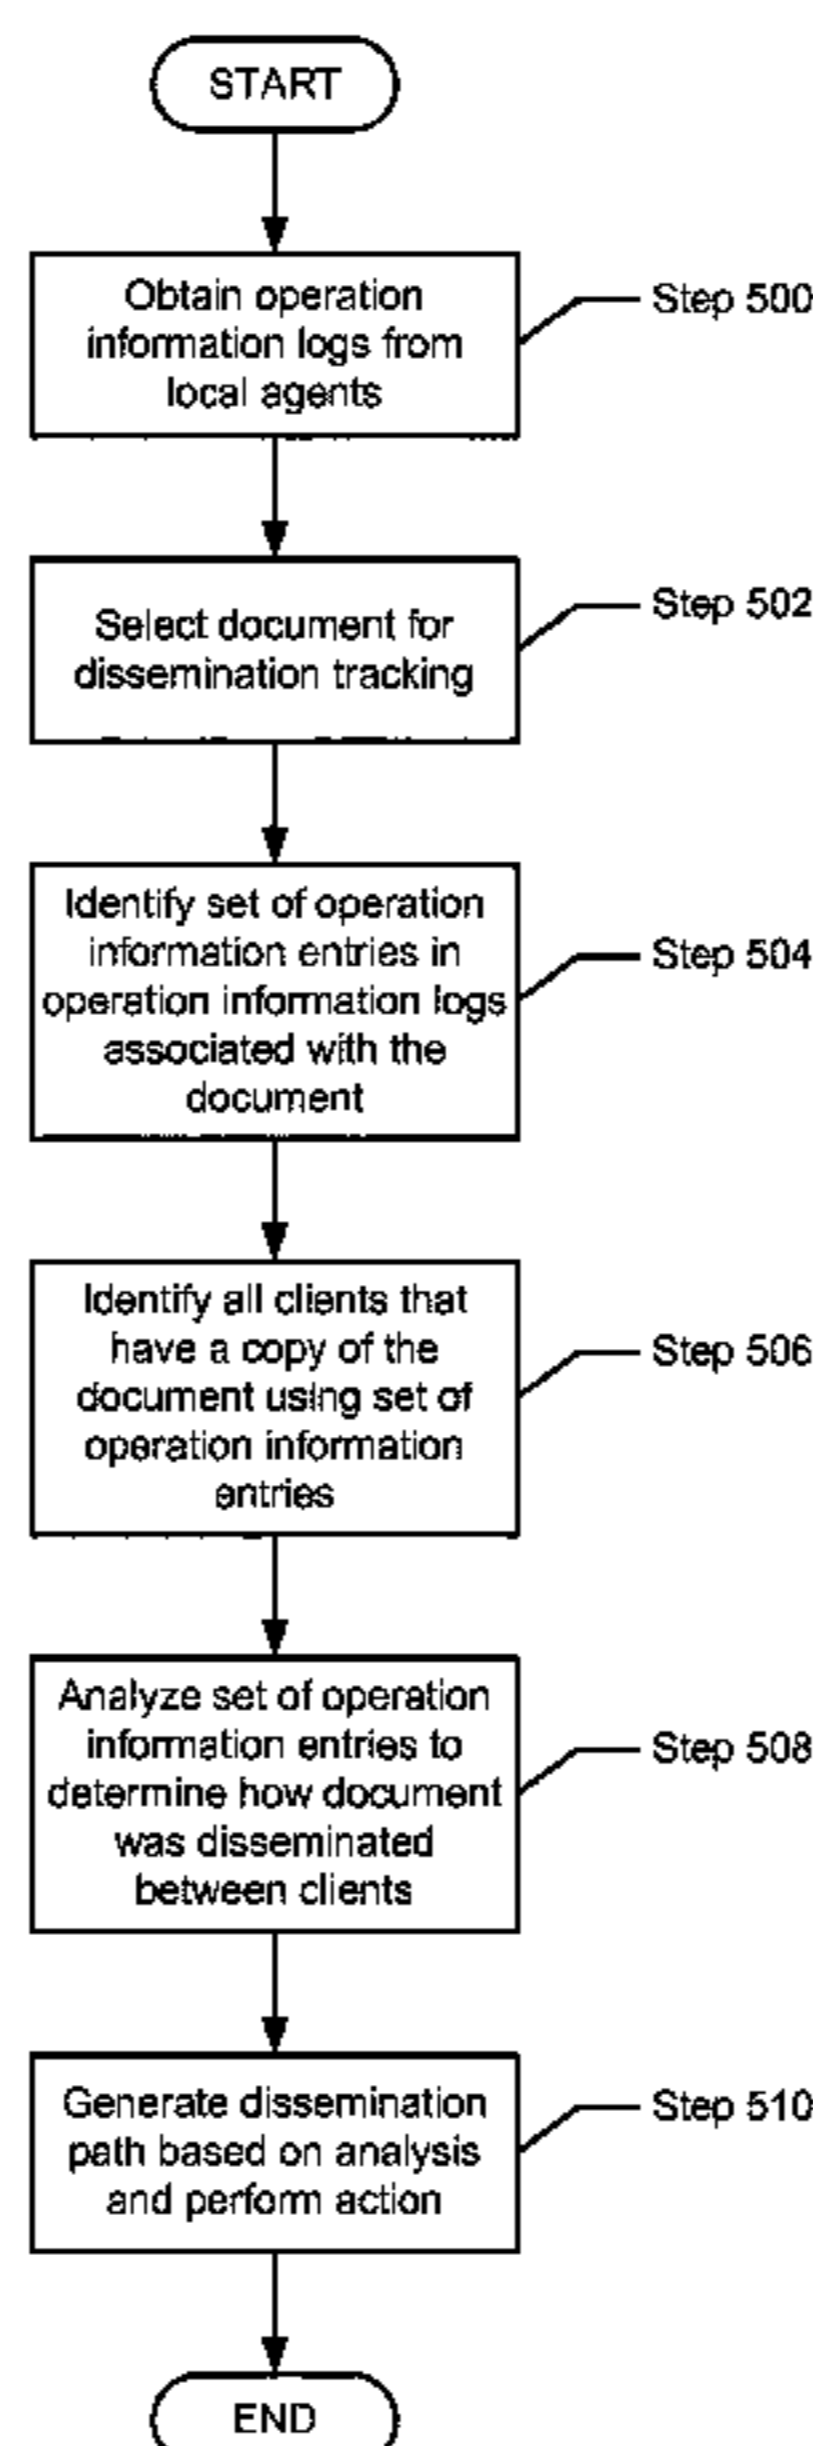 START
Obtain operation
information logs from
local agents
Step 500
Select document for
dissemination tracking
Step 502
Identify set of operation
information entries in
operation information logs
associated with the
document
Step 504
Identify all clients that
have a copy of the
document using set of
operation information
entries
Step 506
Analyze set of operation
information entries to
determine how document
was disseminated
between clients
Step 508
Generate dissemination
path based on analysis
and perform action
Step 510
END